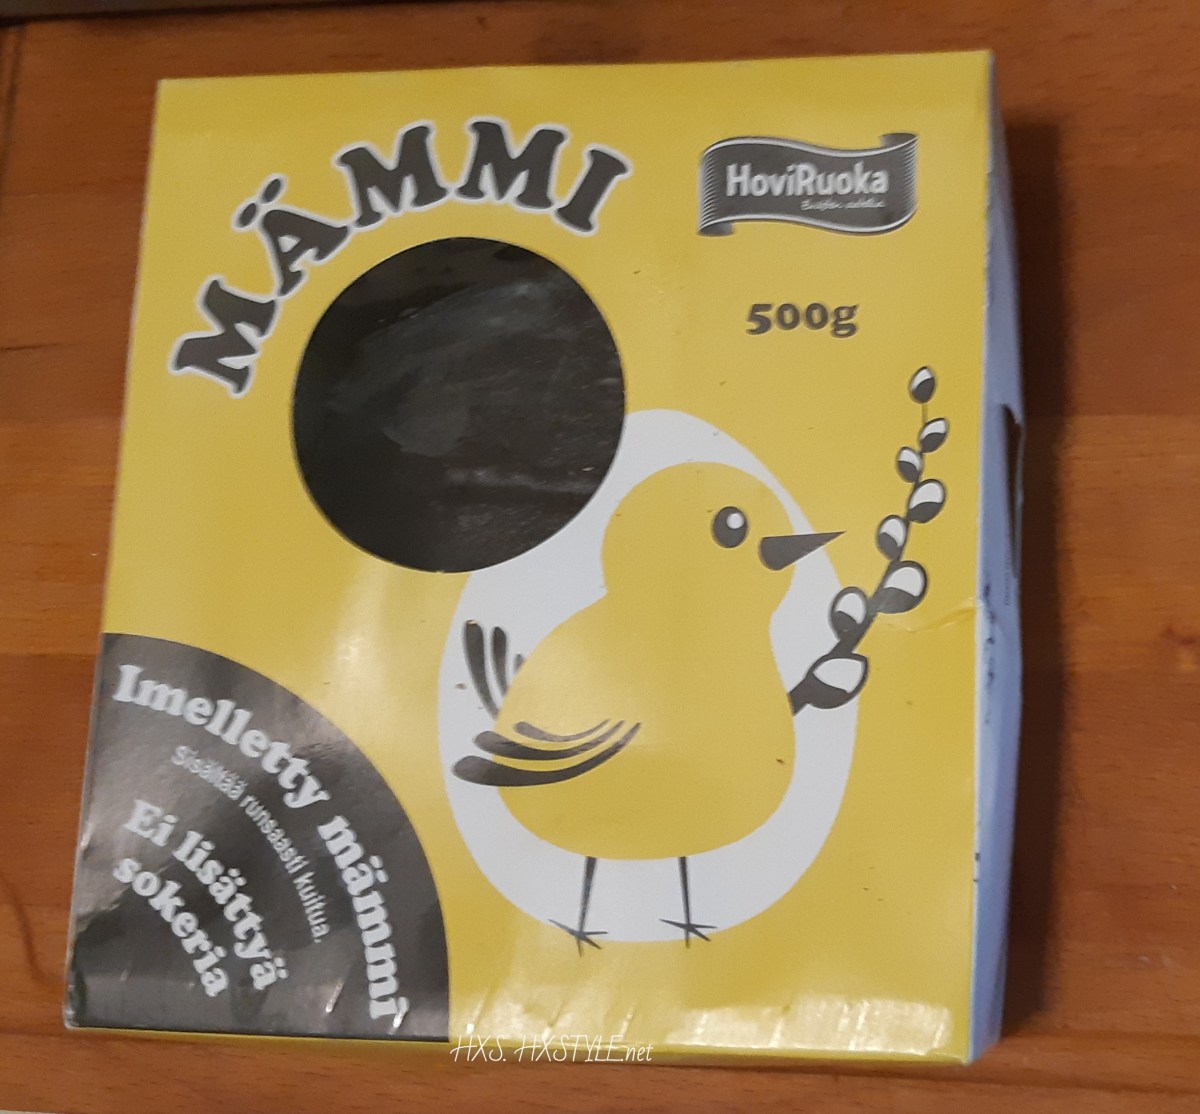 MÄMMI
HoviRuoka
500g
Imelletty mämmi
Sisältää runsaasti kuitua.
Ei lisättyä
sokeria
HXS. HXSTYLE.net